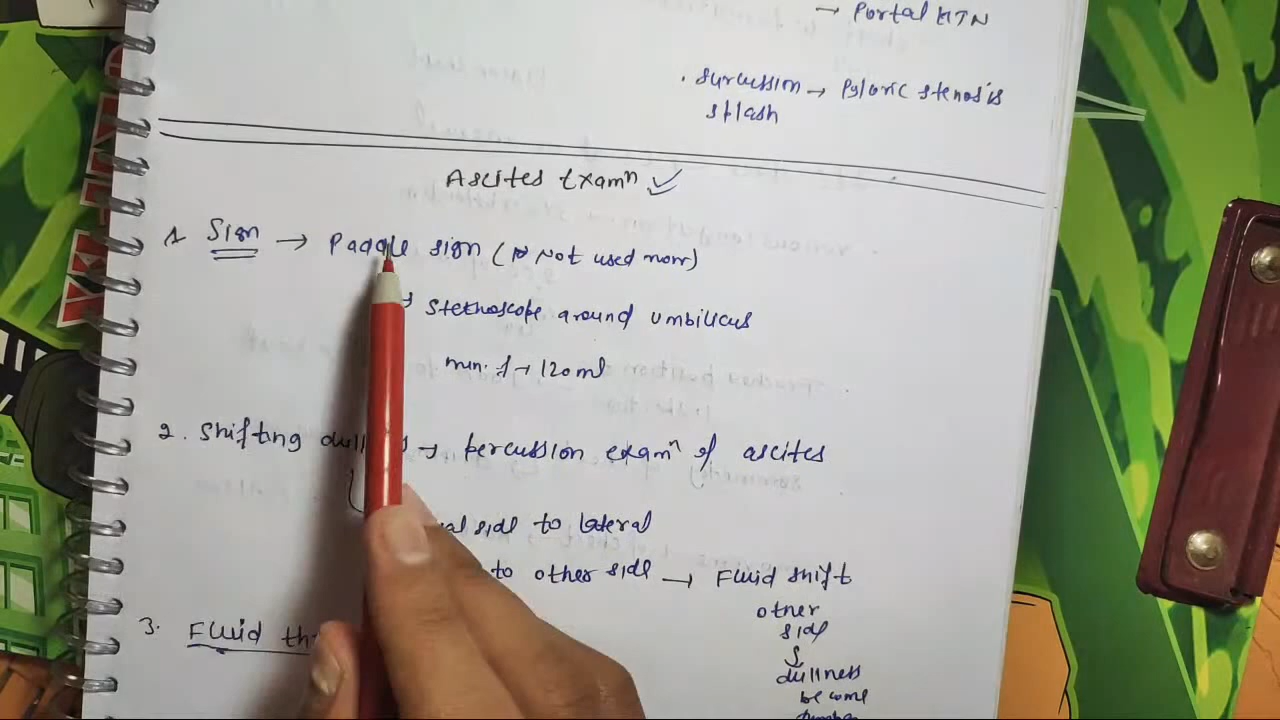 → Portal HTN
. Surcussion → Pyloric stenosis
splash
Ascites Examⁿ ✓
1 Sign → Paddle sign (Not used now)
Stethoscope around umbilicus
min. → 120 ml
2. Shifting → percussion examⁿ of ascites
side to lateral
to other side → Fluid shift
other
side
dullness
become
3. Fluid